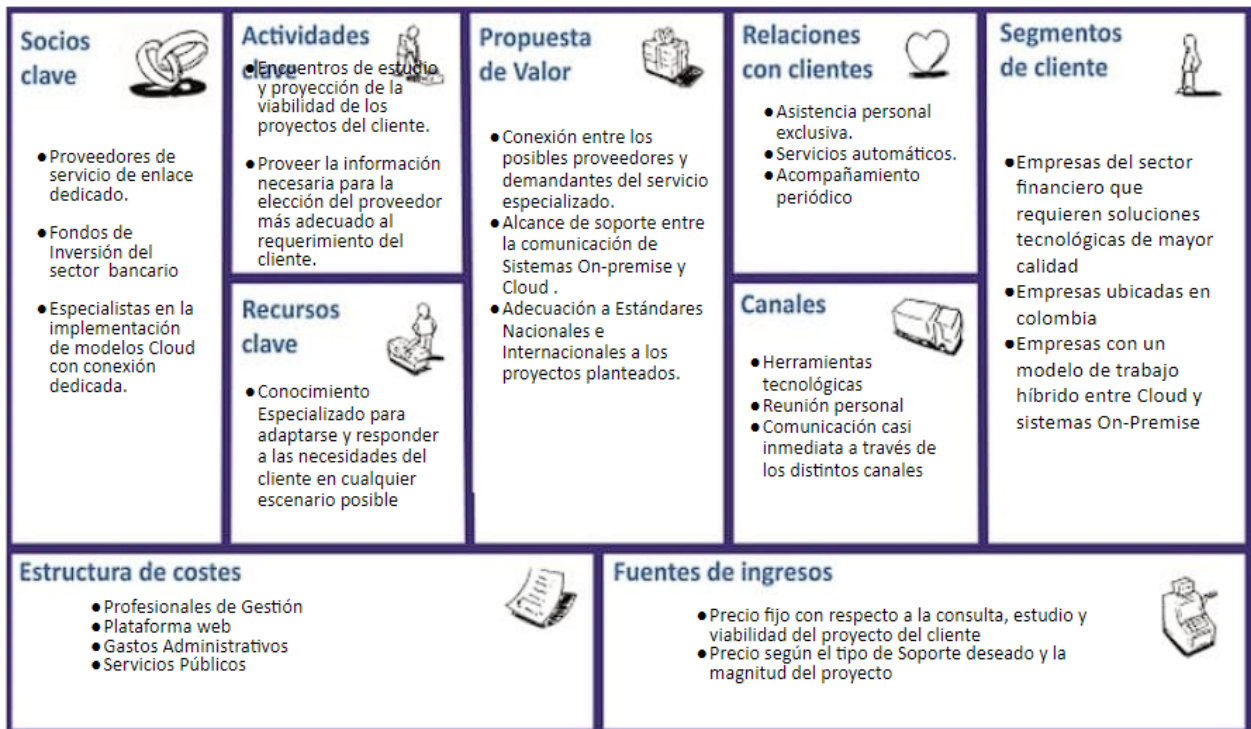 Socios
clave
● Proveedores de
servicio de enlace
dedicado.
● Fondos de
Inversión del
sector bancario
● Especialistas en la
implementación
de modelos Cloud
con conexión
dedicada.
Actividades
clave
● Encuentros de estudio
y proyección de la
viabilidad de los
proyectos del cliente.
● Proveer la información
necesaria para la
elección del proveedor
más adecuado al
requerimiento del
cliente.
Recursos
clave
● Conocimiento
Especializado para
adaptarse y responder
a las necesidades del
cliente en cualquier
escenario posible
Propuesta
de Valor
● Conexión entre los
posibles proveedores y
demandantes del servicio
especializado.
● Alcance de soporte entre
la comunicación de
Sistemas On-premise y
Cloud .
● Adecuación a Estándares
Nacionales e
Internacionales a los
proyectos planteados.
Relaciones
con clientes
● Asistencia personal
exclusiva.
● Servicios automáticos.
● Acompañamiento
periódico
Canales
● Herramientas
tecnológicas
● Reunión personal
● Comunicación casi
inmediata a través de
los distintos canales
Segmentos
de cliente
● Empresas del sector
financiero que
requieren soluciones
tecnológicas de mayor
calidad
● Empresas ubicadas en
colombia
● Empresas con un
modelo de trabajo
híbrido entre Cloud y
sistemas On-Premise
Estructura de costes
● Profesionales de Gestión
● Plataforma web
● Gastos Administrativos
● Servicios Públicos
Fuentes de ingresos
● Precio fijo con respecto a la consulta, estudio y
viabilidad del proyecto del cliente
● Precio según el tipo de Soporte deseado y la
magnitud del proyecto